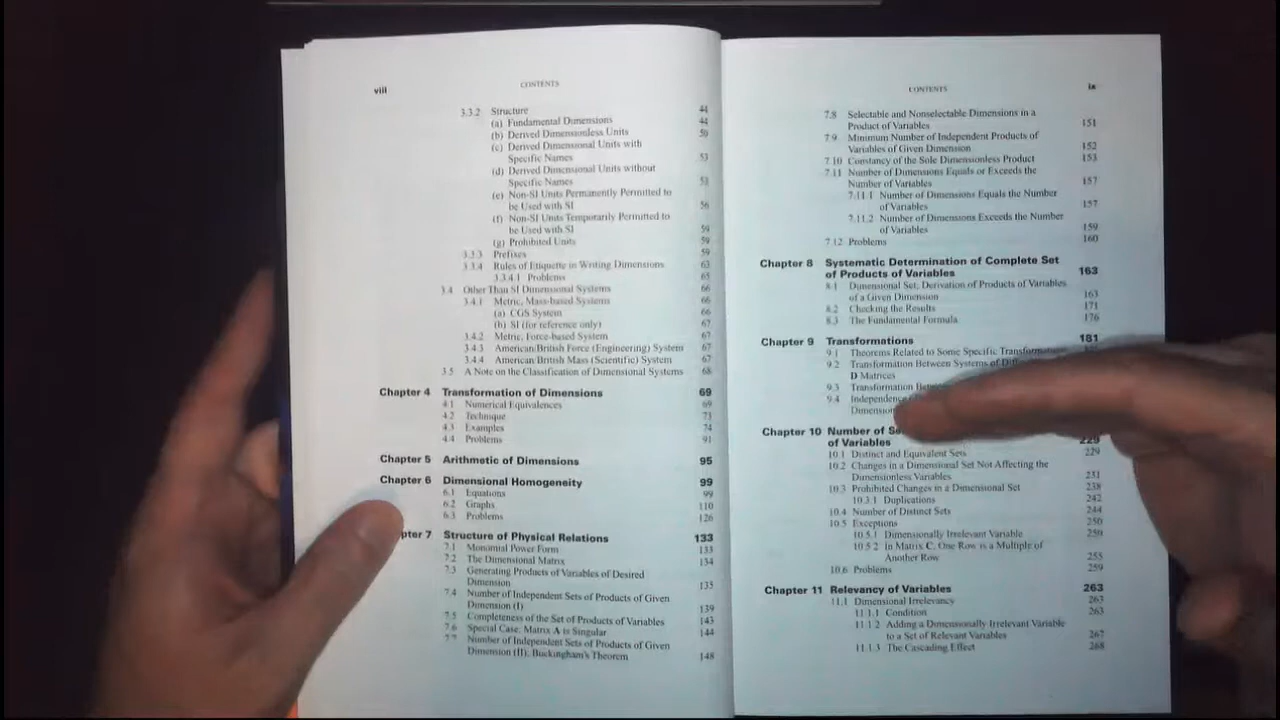 viii
CONTENTS
3.3.2 Structure 44
(a) Fundamental Dimensions 44
(b) Derived Dimensionless Units 50
(c) Derived Dimensional Units with
Specific Names 53
(d) Derived Dimensional Units without
Specific Names 53
(e) Non-SI Units Permanently Permitted to
be Used with SI 56
(f) Non-SI Units Temporarily Permitted to
be Used with SI 59
(g) Prohibited Units 59
3.3.3 Prefixes 59
3.3.4 Rules of Etiquette in Writing Dimensions 63
3.3.4.1 Problems 65
3.4 Other Than SI Dimensional Systems 66
3.4.1 Metric, Mass-based Systems 66
(a) CGS System 66
(b) SI (for reference only) 67
3.4.2 Metric, Force-based System 67
3.4.3 American/British Force (Engineering) System 67
3.4.4 American/British Mass (Scientific) System 67
3.5 A Note on the Classification of Dimensional Systems 68
Chapter 4 Transformation of Dimensions 69
4.1 Numerical Equivalences 69
4.2 Technique 73
4.3 Examples 74
4.4 Problems 91
Chapter 5 Arithmetic of Dimensions 95
Chapter 6 Dimensional Homogeneity 99
6.1 Equations 99
6.2 Graphs 110
6.3 Problems 126
pter 7 Structure of Physical Relations 133
7.1 Monomial Power Form 133
7.2 The Dimensional Matrix 134
7.3 Generating Products of Variables of Desired
Dimension 135
7.4 Number of Independent Sets of Products of Given
Dimension (I) 139
7.5 Completeness of the Set of Products of Variables 143
7.6 Special Case: Matrix A is Singular 144
7.7 Number of Independent Sets of Products of Given
Dimension (II); Buckingham's Theorem 148
CONTENTS
ix
7.8 Selectable and Nonselectable Dimensions in a
Product of Variables 151
7.9 Minimum Number of Independent Products of
Variables of Given Dimension 152
7.10 Constancy of the Sole Dimensionless Product 153
7.11 Number of Dimensions Equals or Exceeds the
Number of Variables 157
7.11.1 Number of Dimensions Equals the Number
of Variables 157
7.11.2 Number of Dimensions Exceeds the Number
of Variables 159
7.12 Problems 160
Chapter 8 Systematic Determination of Complete Set
of Products of Variables 163
8.1 Dimensional Set; Derivation of Products of Variables
of a Given Dimension 163
8.2 Checking the Results 171
8.3 The Fundamental Formula 176
Chapter 9 Transformations 181
9.1 Theorems Related to Some Specific Transformations
9.2 Transformation Between Systems of
D Matrices
9.3 Transformation
9.4 Independence
Dimension
Chapter 10 Number of
of Variables 229
10.1 Distinct and Equivalent Sets 229
10.2 Changes in a Dimensional Set Not Affecting the
Dimensionless Variables 231
10.3 Prohibited Changes in a Dimensional Set 238
10.3.1 Duplications 242
10.4 Number of Distinct Sets 244
10.5 Exceptions 250
10.5.1 Dimensionally Irrelevant Variable 250
10.5.2 In Matrix C, One Row is a Multiple of
Another Row 255
10.6 Problems 259
Chapter 11 Relevancy of Variables 263
11.1 Dimensional Irrelevancy 263
11.1.1 Condition 263
11.1.2 Adding a Dimensionally Irrelevant Variable
to a Set of Relevant Variables 267
11.1.3 The Cascading Effect 268